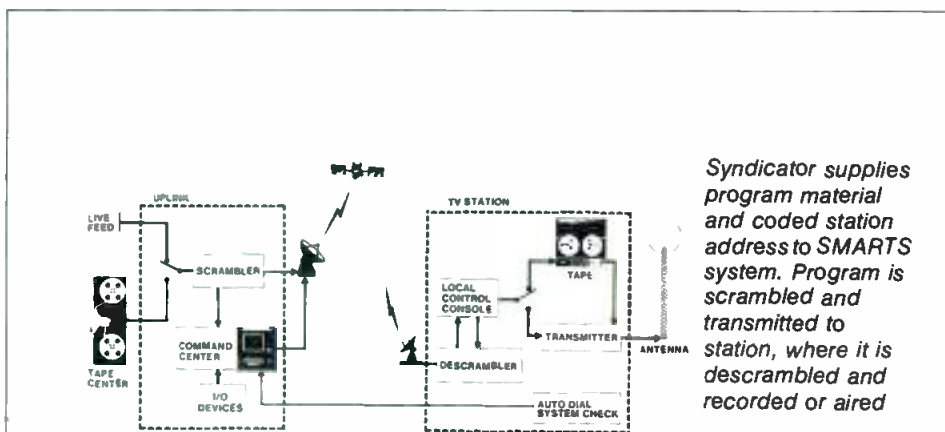 UPLINK
LIVE
FEED
SCRAMBLER
COMMAND
CENTER
TAPE
CENTER
I/O
DEVICES
TV STATION
TAPE
LOCAL
CONTROL
CONSOLE
TRANSMITTER
ANTENNA
DESCRAMBLER
AUTO DIAL
SYSTEM CHECK
Syndicator supplies
program material
and coded station
address to SMARTS
system. Program is
scrambled and
transmitted to
station, where it is
descrambled and
recorded or aired